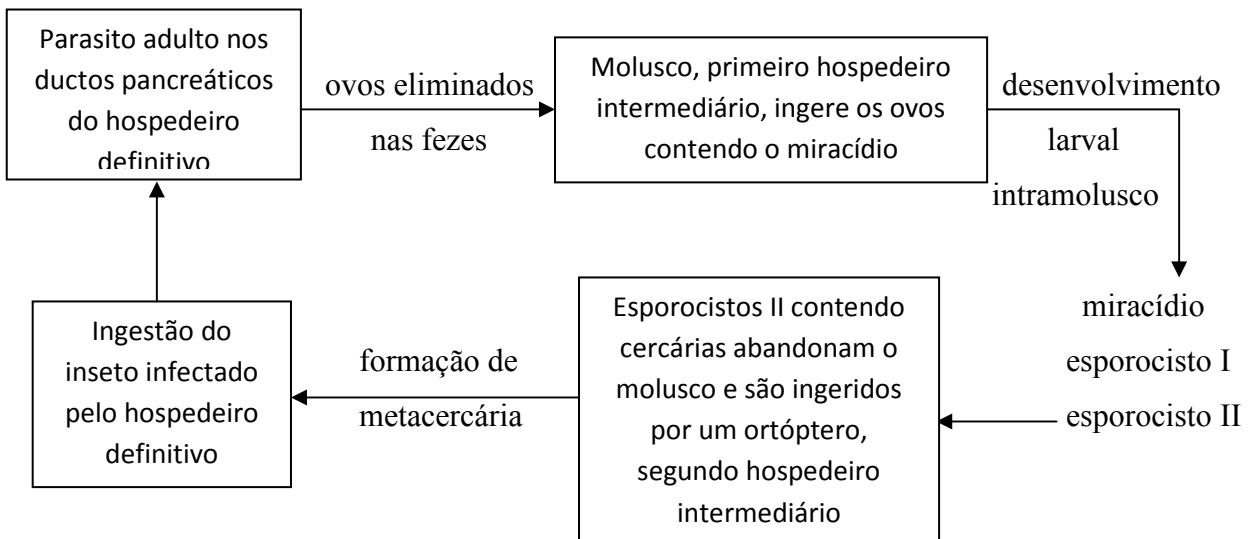 Parasito adulto nos
ductos pancreáticos
do hospedeiro
definitivo
ovos eliminados
nas fezes
Molusco, primeiro hospedeiro
intermediário, ingere os ovos
contendo o miracídio
desenvolvimento
larval
intramolusco
miracídio
esporocisto I
esporocisto II
Esporocistos II contendo
cercárias abandonam o
molusco e são ingeridos
por um ortóptero,
segundo hospedeiro
intermediário
formação de
metacercária
Ingestão do
inseto infectado
pelo hospedeiro
definitivo